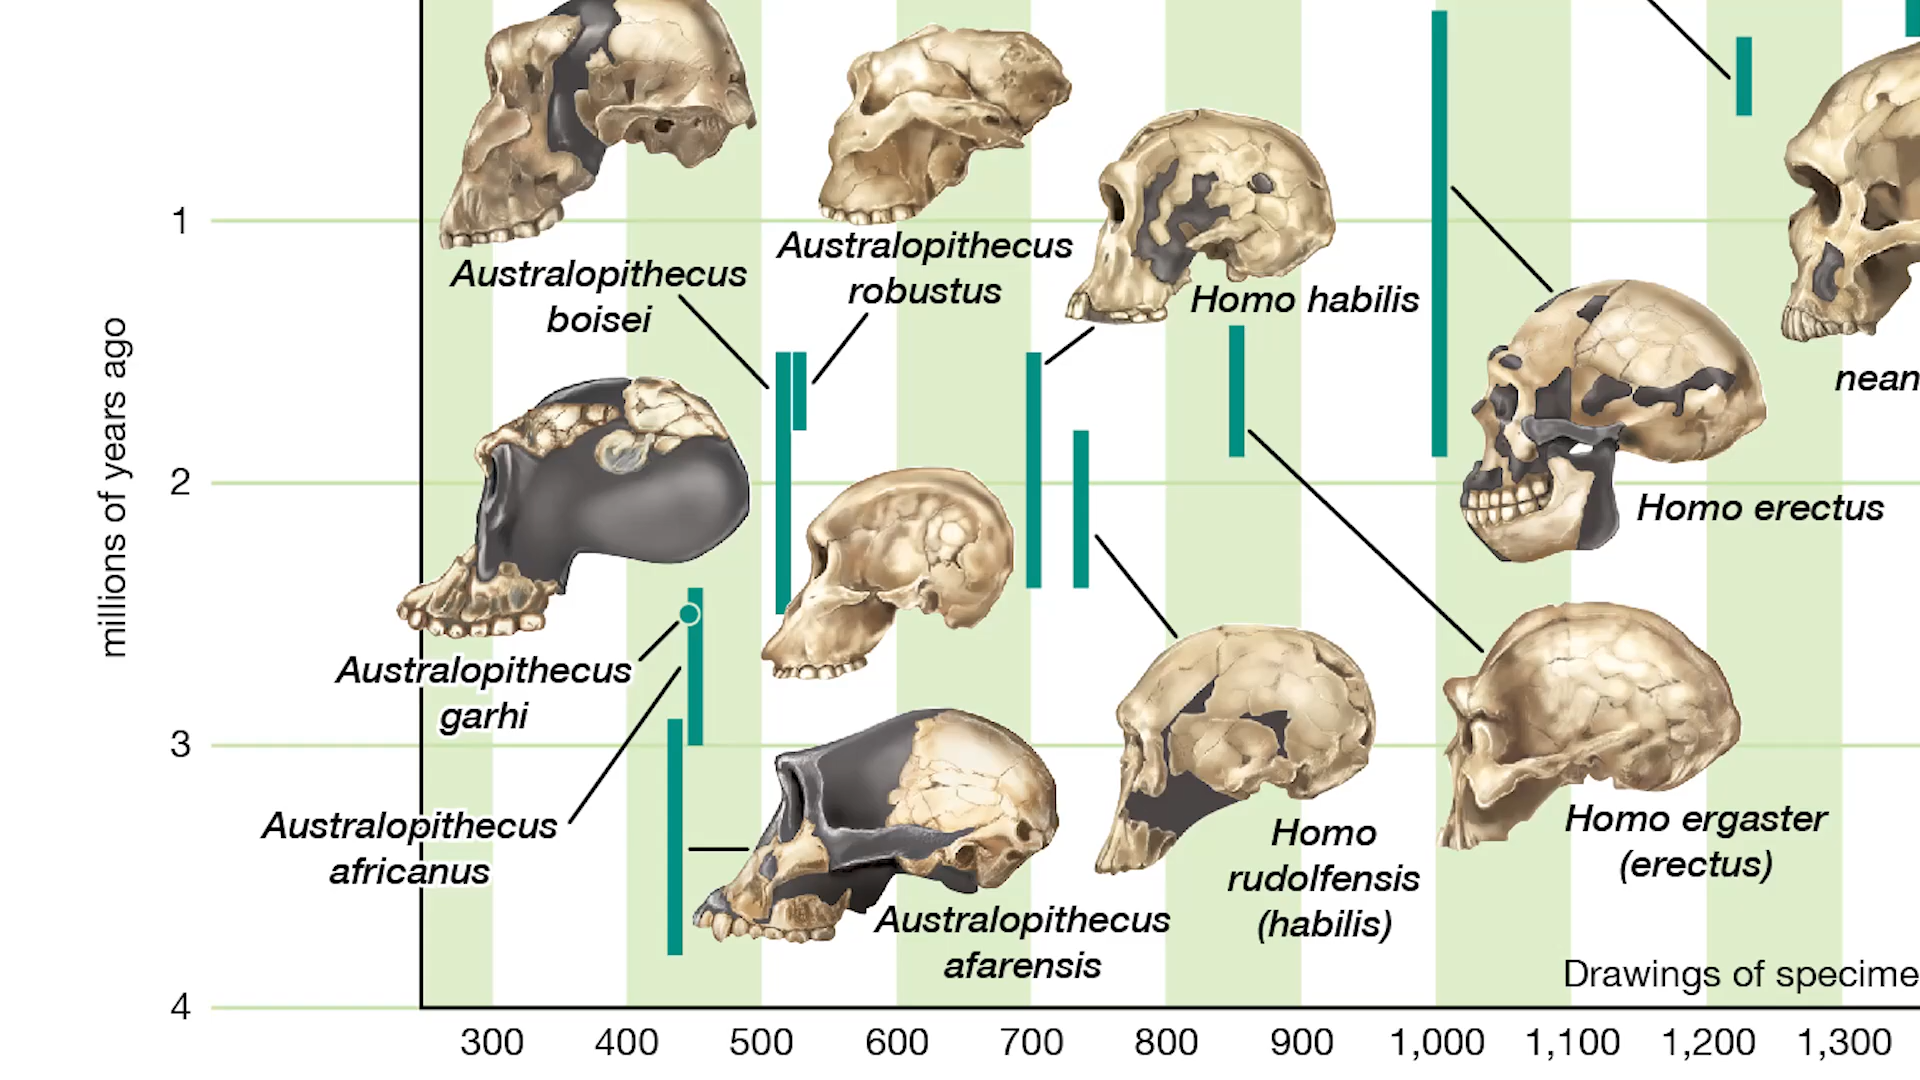 1
Australopithecus
boisei
Australopithecus
robustus
Homo habilis
nean
millions of years ago
2
Homo erectus
Australopithecus
garhi
3
Australopithecus
africanus
Australopithecus
afarensis
Homo
rudolfensis
(habilis)
Homo ergaster
(erectus)
Drawings of specime
4
300 400 500 600 700 800 900 1,000 1,100 1,200 1,300